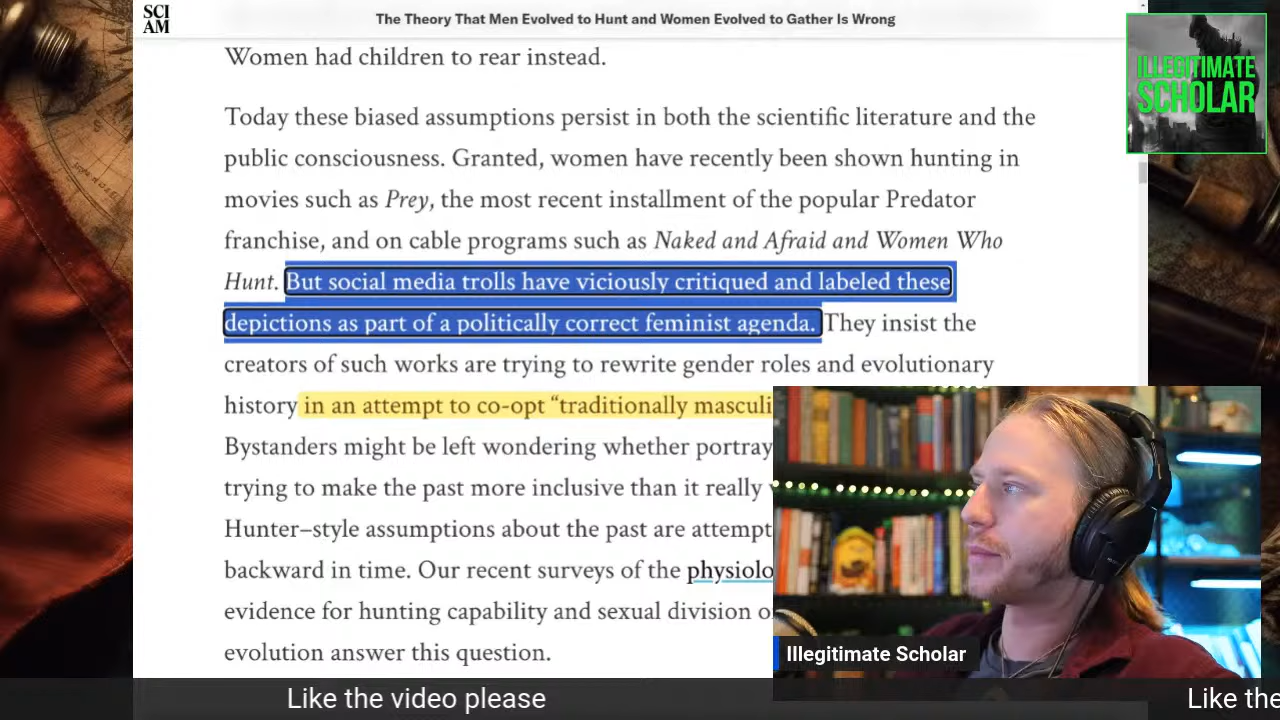 SCI
AM
The Theory That Men Evolved to Hunt and Women Evolved to Gather Is Wrong
ILLEGITIMATE
SCHOLAR
Women had children to rear instead.
Today these biased assumptions persist in both the scientific literature and the
public consciousness. Granted, women have recently been shown hunting in
movies such as Prey, the most recent installment of the popular Predator
franchise, and on cable programs such as Naked and Afraid and Women Who
Hunt. But social media trolls have viciously critiqued and labeled these
depictions as part of a politically correct feminist agenda. They insist the
creators of such works are trying to rewrite gender roles and evolutionary
history in an attempt to co-opt “traditionally masculi
Bystanders might be left wondering whether portray
trying to make the past more inclusive than it really
Hunter–style assumptions about the past are attempt
backward in time. Our recent surveys of the physiolo
evidence for hunting capability and sexual division o
evolution answer this question.
Illegitimate Scholar
Like the video please
Like the